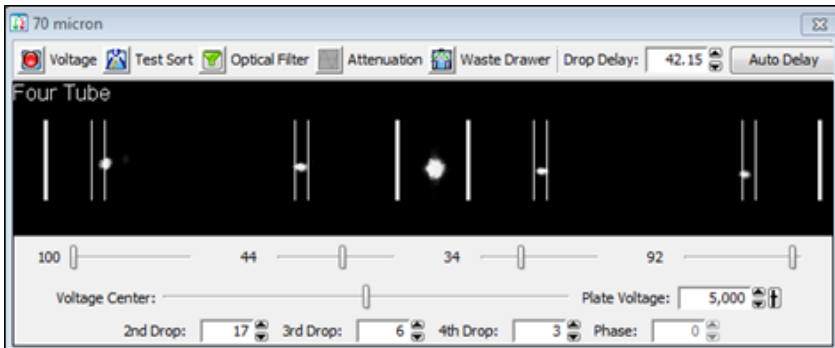 70 micron
Voltage Test Sort Optical Filter Attenuation Waste Drawer Drop Delay: 42.15 Auto Delay
Four Tube
100 44 34 92
Voltage Center: Plate Voltage: 5,000
2nd Drop: 17 3rd Drop: 6 4th Drop: 3 Phase: 0